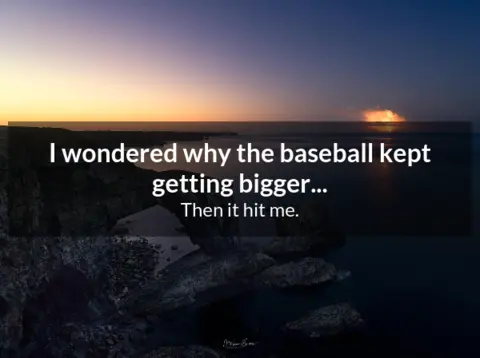 I wondered why the baseball kept
getting bigger...
Then it hit me.